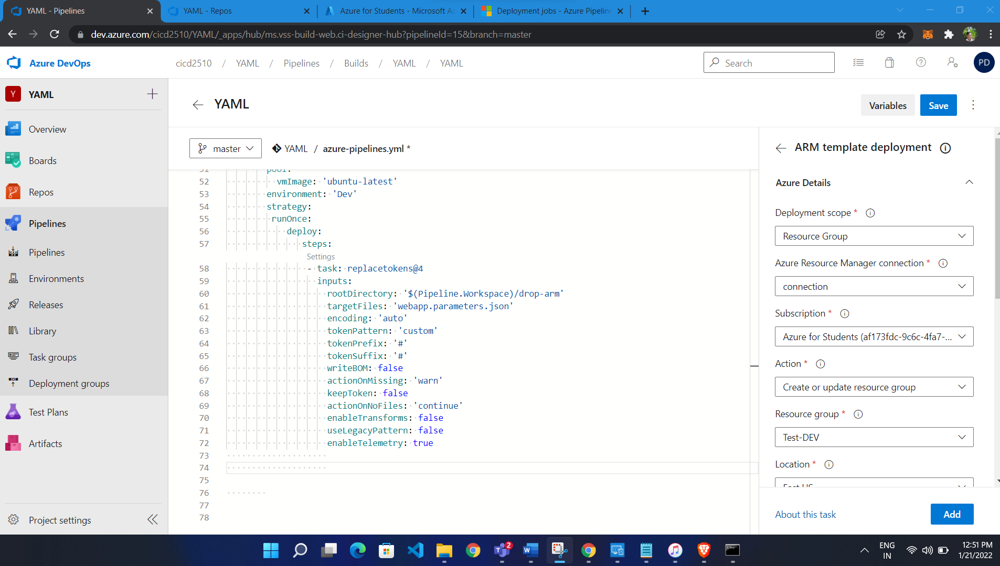 YAML - Pipelines
YAML - Repos
Azure for Students - Microsoft Az
Deployment jobs - Azure Pipeline
dev.azure.com/cicd2510/YAML/_apps/hub/ms.vss-build-web.ci-designer-hub?pipelineId=15&branch=master
Azure DevOps
cicd2510 / YAML / Pipelines / Builds / YAML / YAML
Search
PD
Y YAML
Overview
Boards
Repos
Pipelines
Pipelines
Environments
Releases
Library
Task groups
Deployment groups
Test Plans
Artifacts
Project settings
YAML
Variables
Save
master
YAML / azure-pipelines.yml *
51 pool:
52 vmImage: 'ubuntu-latest'
53 environment: 'Dev'
54 strategy:
55 runOnce:
56 deploy:
57 steps:
Settings
58 - task: replacetokens@4
59 inputs:
60 rootDirectory: '$(Pipeline.Workspace)/drop-arm'
61 targetFiles: 'webapp.parameters.json'
62 encoding: 'auto'
63 tokenPattern: 'custom'
64 tokenPrefix: '#'
65 tokenSuffix: '#'
66 writeBOM: false
67 actionOnMissing: 'warn'
68 keepToken: false
69 actionOnNoFiles: 'continue'
70 enableTransforms: false
71 useLegacyPattern: false
72 enableTelemetry: true
73
74
75
76
77
78
ARM template deployment
Azure Details
Deployment scope *
Resource Group
Azure Resource Manager connection *
connection
Subscription *
Azure for Students (af173fdc-9c6c-4fa7-...
Action *
Create or update resource group
Resource group *
Test-DEV
Location *
East US
About this task
Add
2
ENG
IN
12:51 PM
1/21/2022